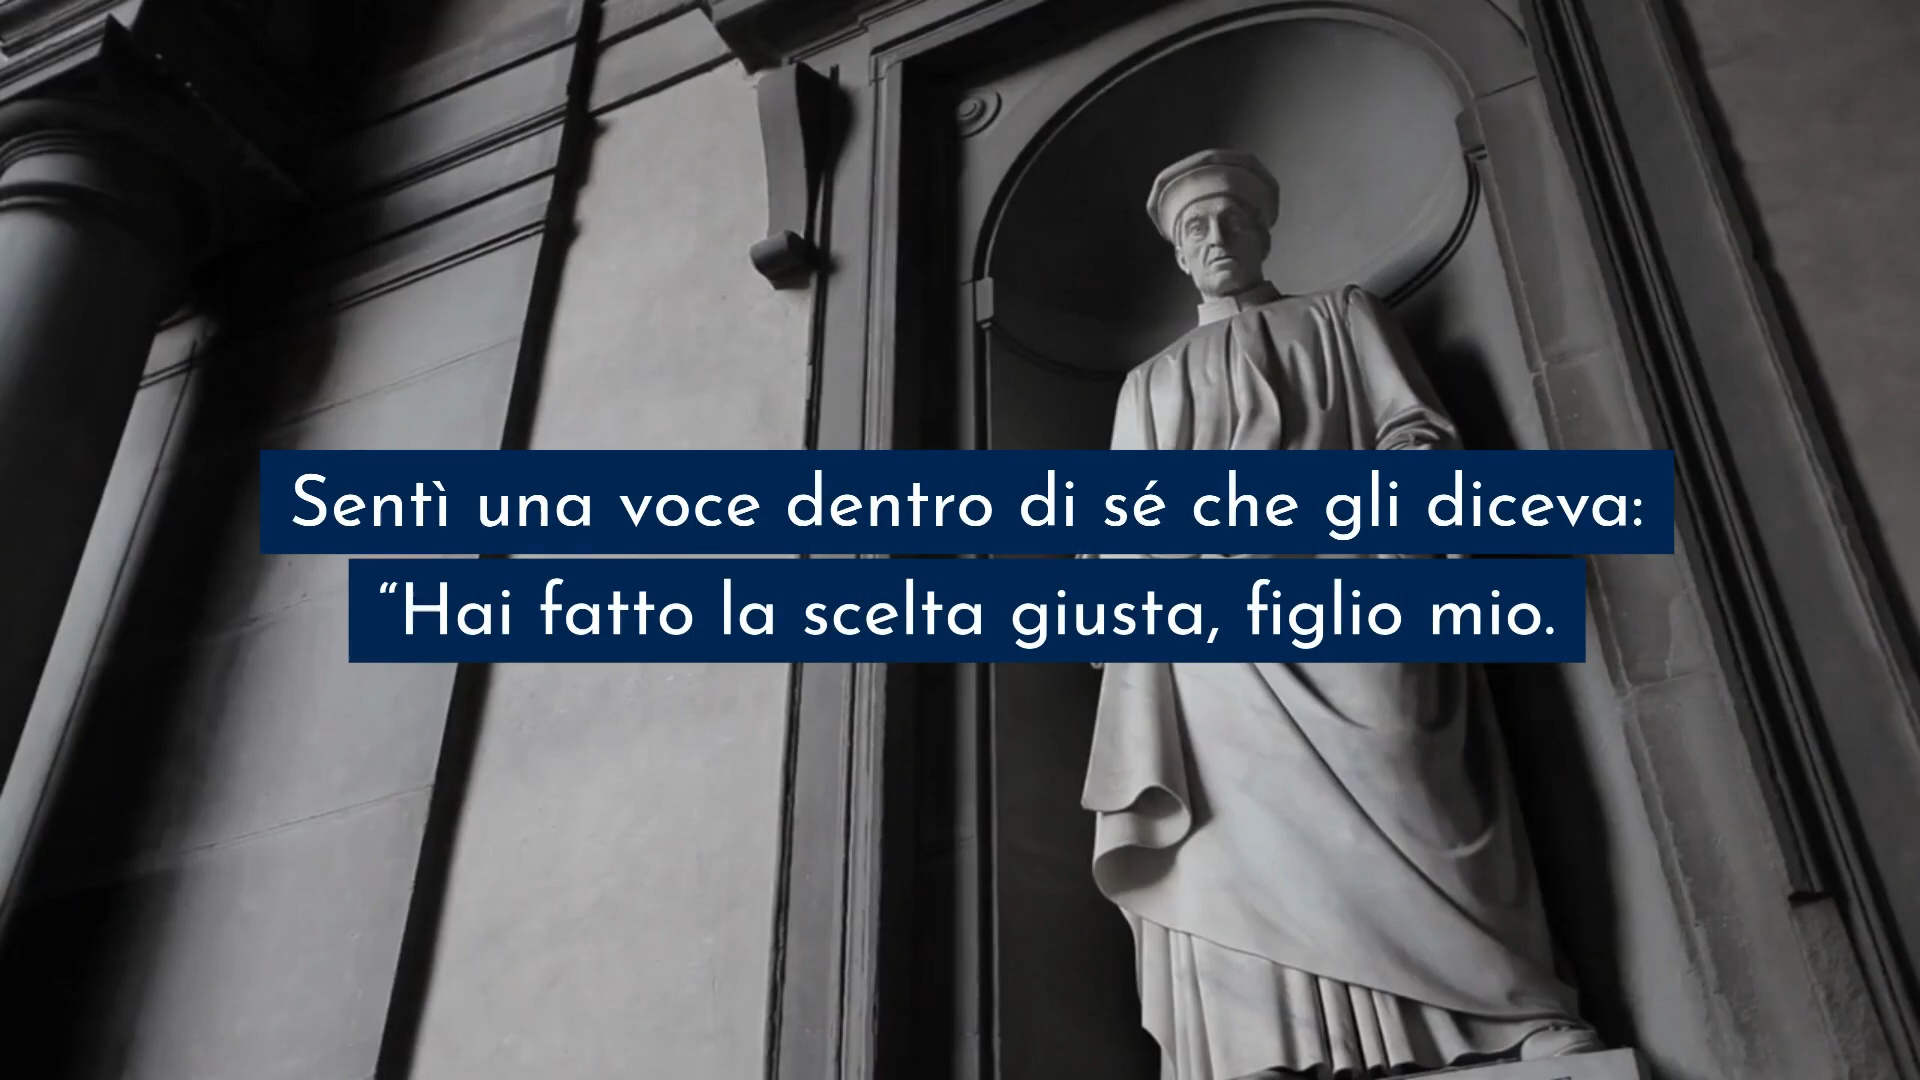 Sentì una voce dentro di sé che gli diceva:
“Hai fatto la scelta giusta, figlio mio.